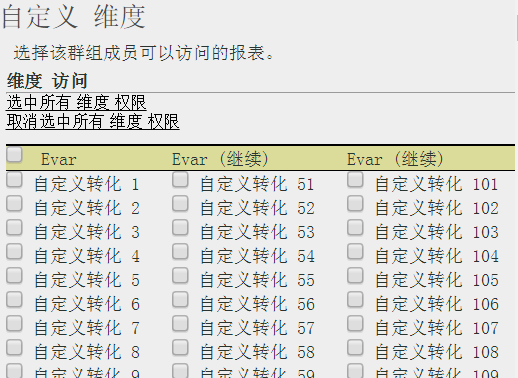 自定义 维度
选择该群组成员可以访问的报表。
维度 访问
选中所有 维度 权限
取消选中所有 维度 权限
Evar Evar (继续) Evar (继续)
自定义转化 1 自定义转化 51 自定义转化 101
自定义转化 2 自定义转化 52 自定义转化 102
自定义转化 3 自定义转化 53 自定义转化 103
自定义转化 4 自定义转化 54 自定义转化 104
自定义转化 5 自定义转化 55 自定义转化 105
自定义转化 6 自定义转化 56 自定义转化 106
自定义转化 7 自定义转化 57 自定义转化 107
自定义转化 8 自定义转化 58 自定义转化 108
自定义转化 9 自定义转化 59 自定义转化 109